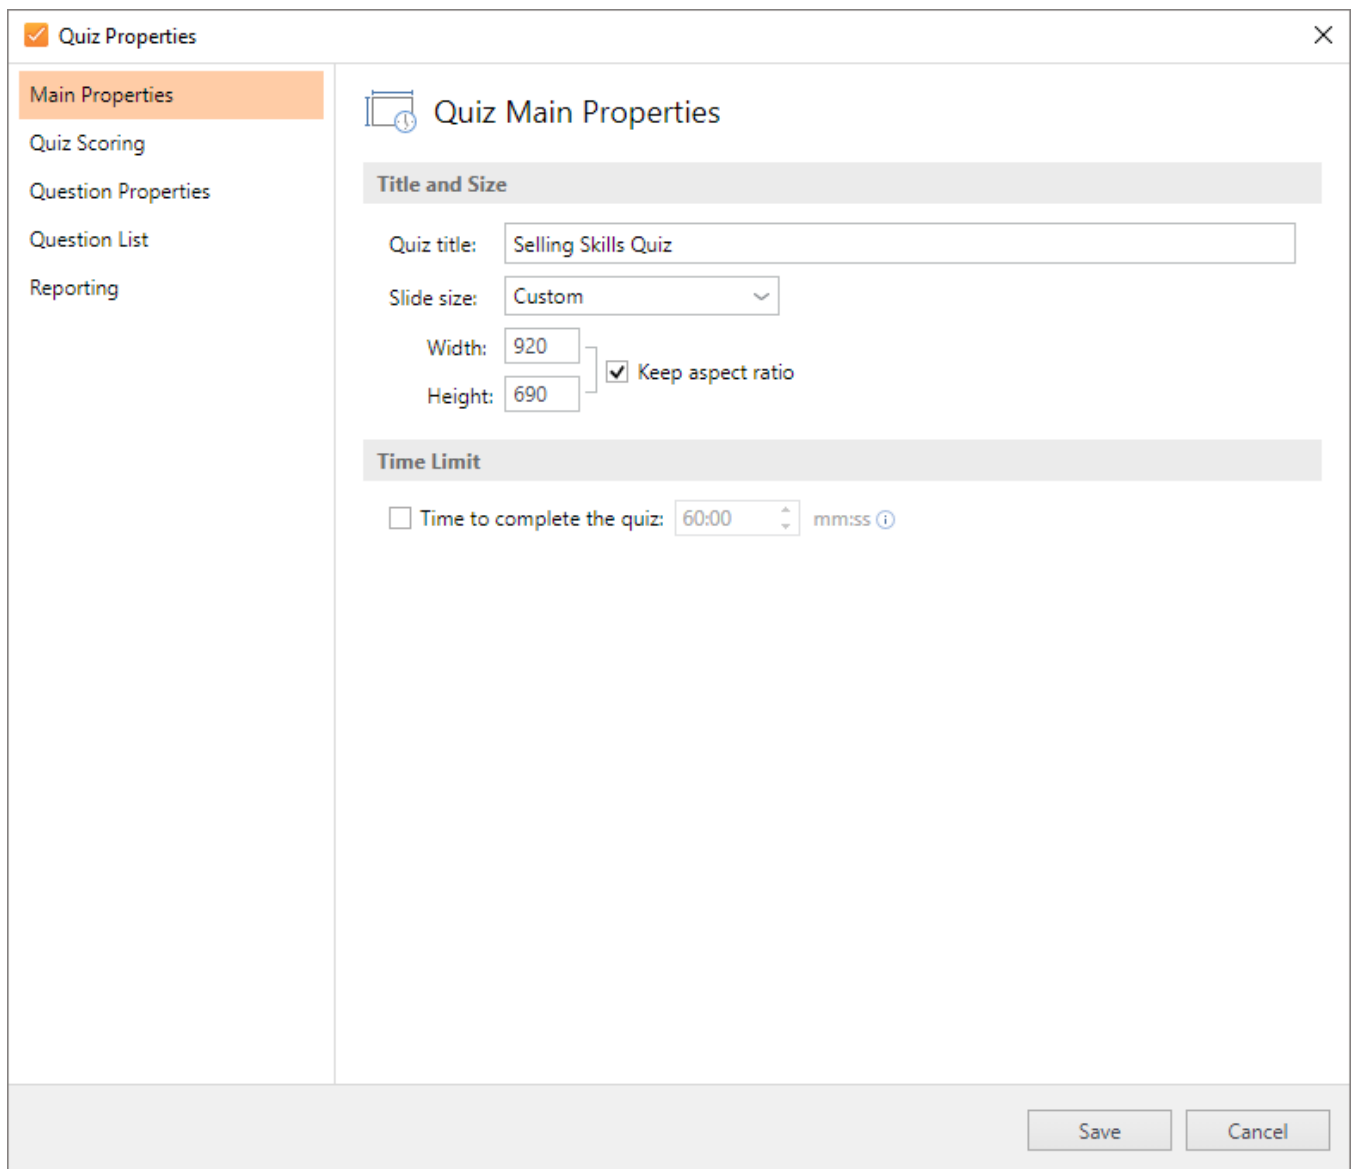 Quiz Properties
Main Properties
Quiz Scoring
Question Properties
Question List
Reporting
Quiz Main Properties
Title and Size
Quiz title: Selling Skills Quiz
Slide size: Custom
Width: 920
Keep aspect ratio
Height: 690
Time Limit
Time to complete the quiz: 60:00 mm:ss
Save Cancel